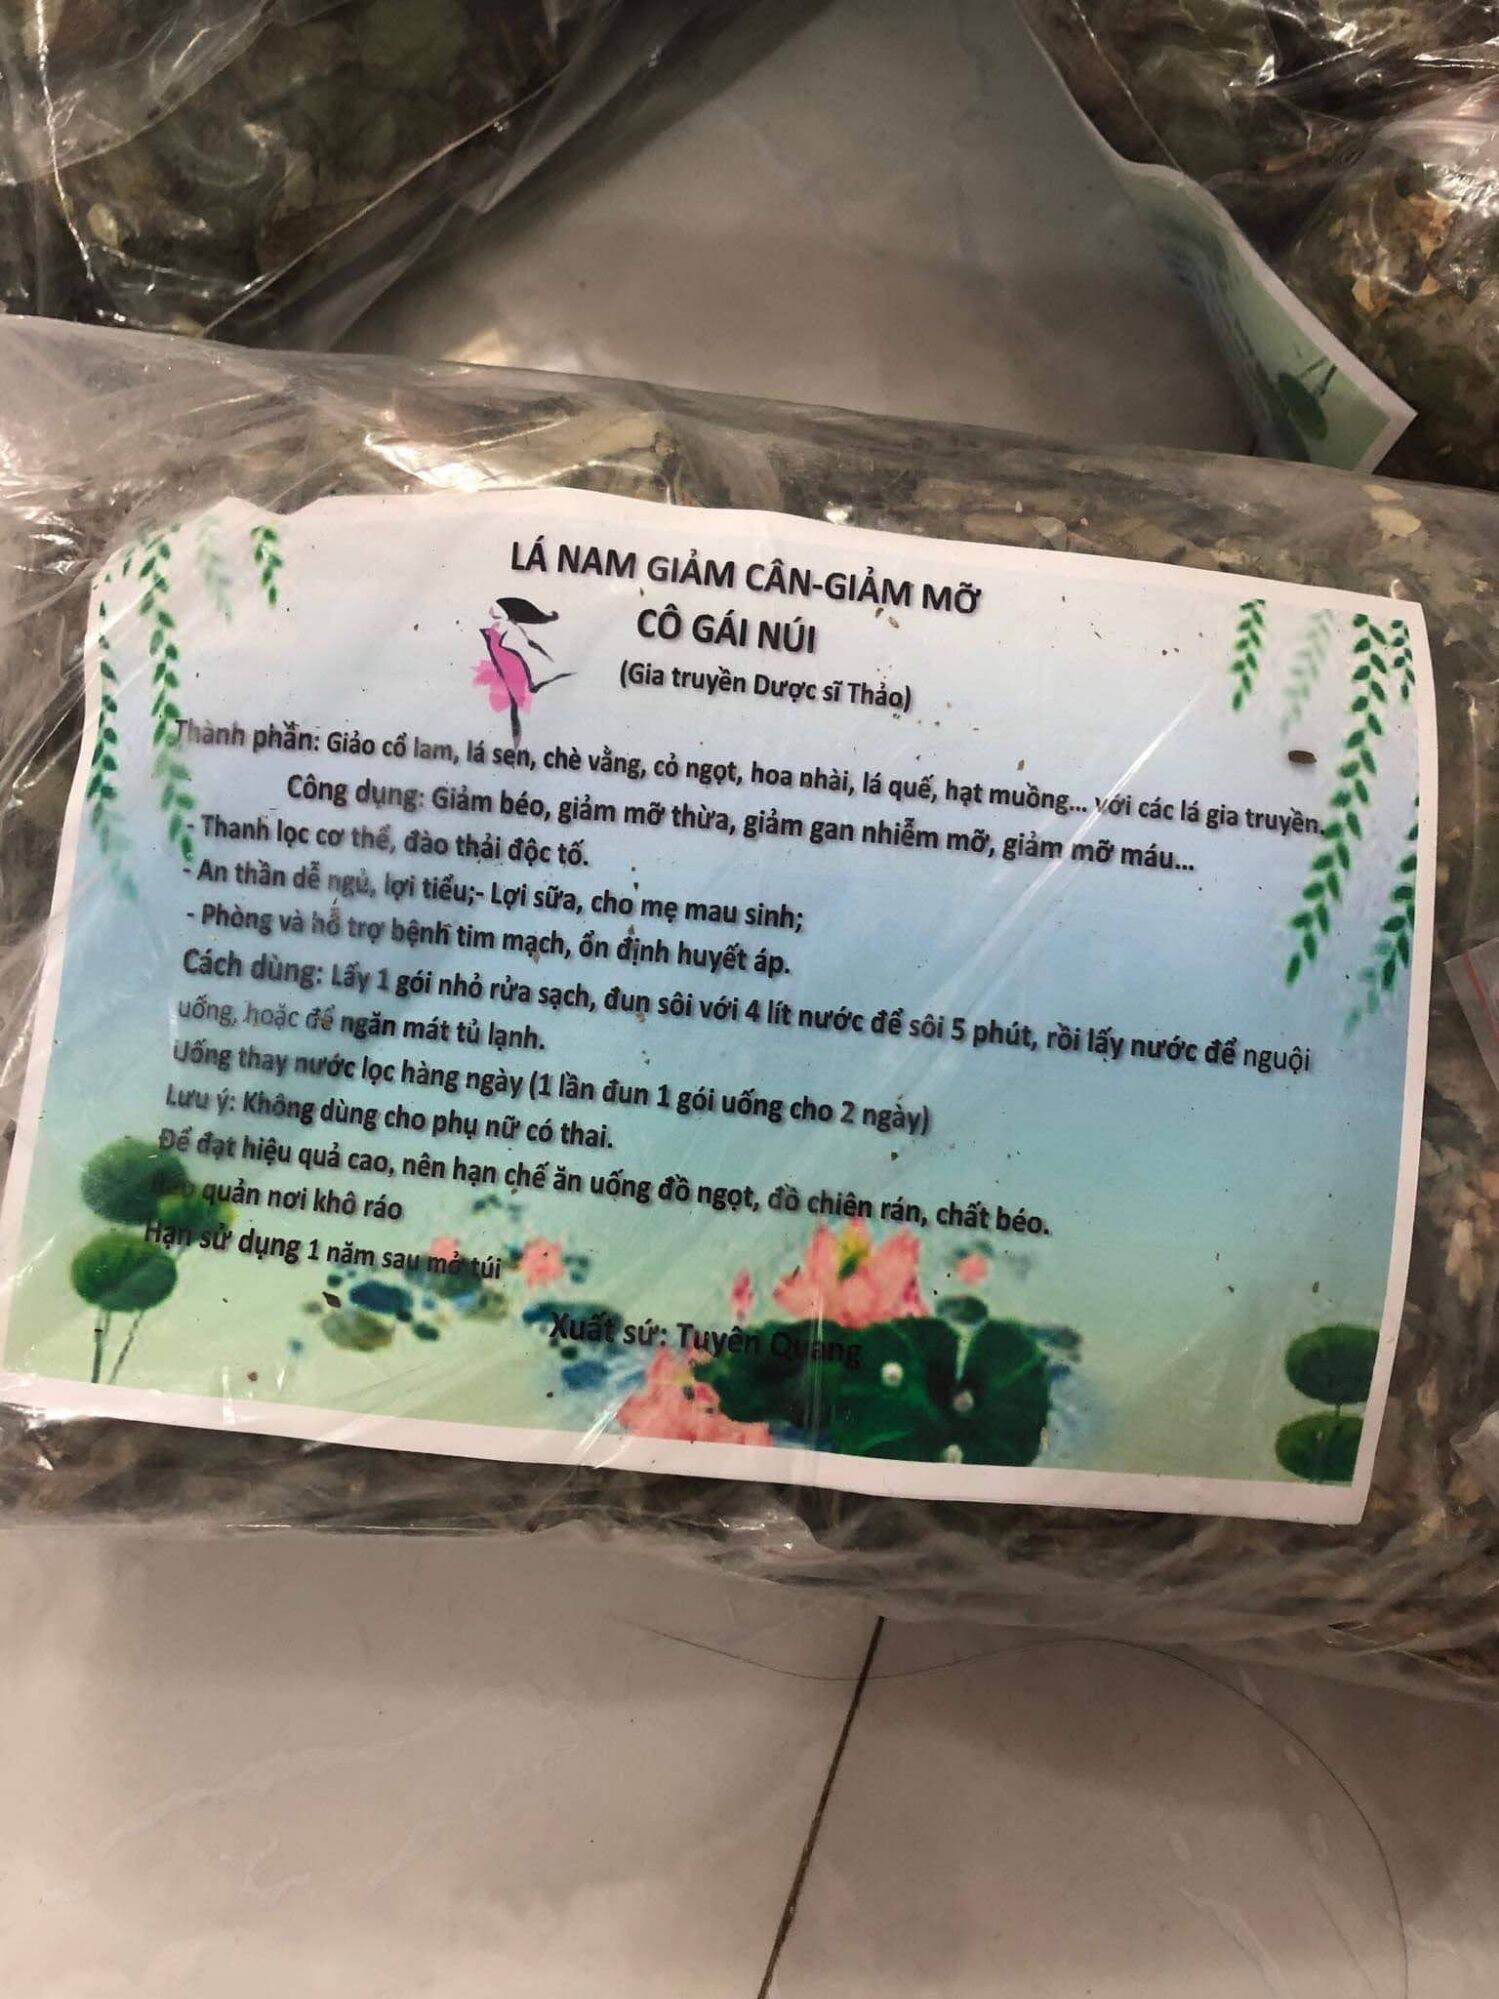 LÁ NAM GIẢM CÂN-GIẢM MỠ
CÔ GÁI NÚI
(Gia truyền Dược sĩ Thảo)
Thành phần: Giảo cổ lam, lá sen, chè vằng, cỏ ngọt, hoa nhài, lá quế, hạt muồng... với các lá gia truyền.
Công dụng: Giảm béo, giảm mỡ thừa, giảm gan nhiễm mỡ, giảm mỡ máu...
- Thanh lọc cơ thể, đào thải độc tố.
- An thần dễ ngủ, lợi tiểu;- Lợi sữa, cho mẹ mau sinh;
- Phòng và hỗ trợ bệnh tim mạch, ổn định huyết áp.
Cách dùng: Lấy 1 gói nhỏ rửa sạch, đun sôi với 4 lít nước để sôi 5 phút, rồi lấy nước để nguội
uống, hoặc để ngăn mát tủ lạnh.
Uống thay nước lọc hàng ngày (1 lần đun 1 gói uống cho 2 ngày)
Lưu ý: Không dùng cho phụ nữ có thai.
Để đạt hiệu quả cao, nên hạn chế ăn uống đồ ngọt, đồ chiên rán, chất béo.
Bảo quản nơi khô ráo
Hạn sử dụng 1 năm sau mở túi
Xuất sứ: Tuyên Quang